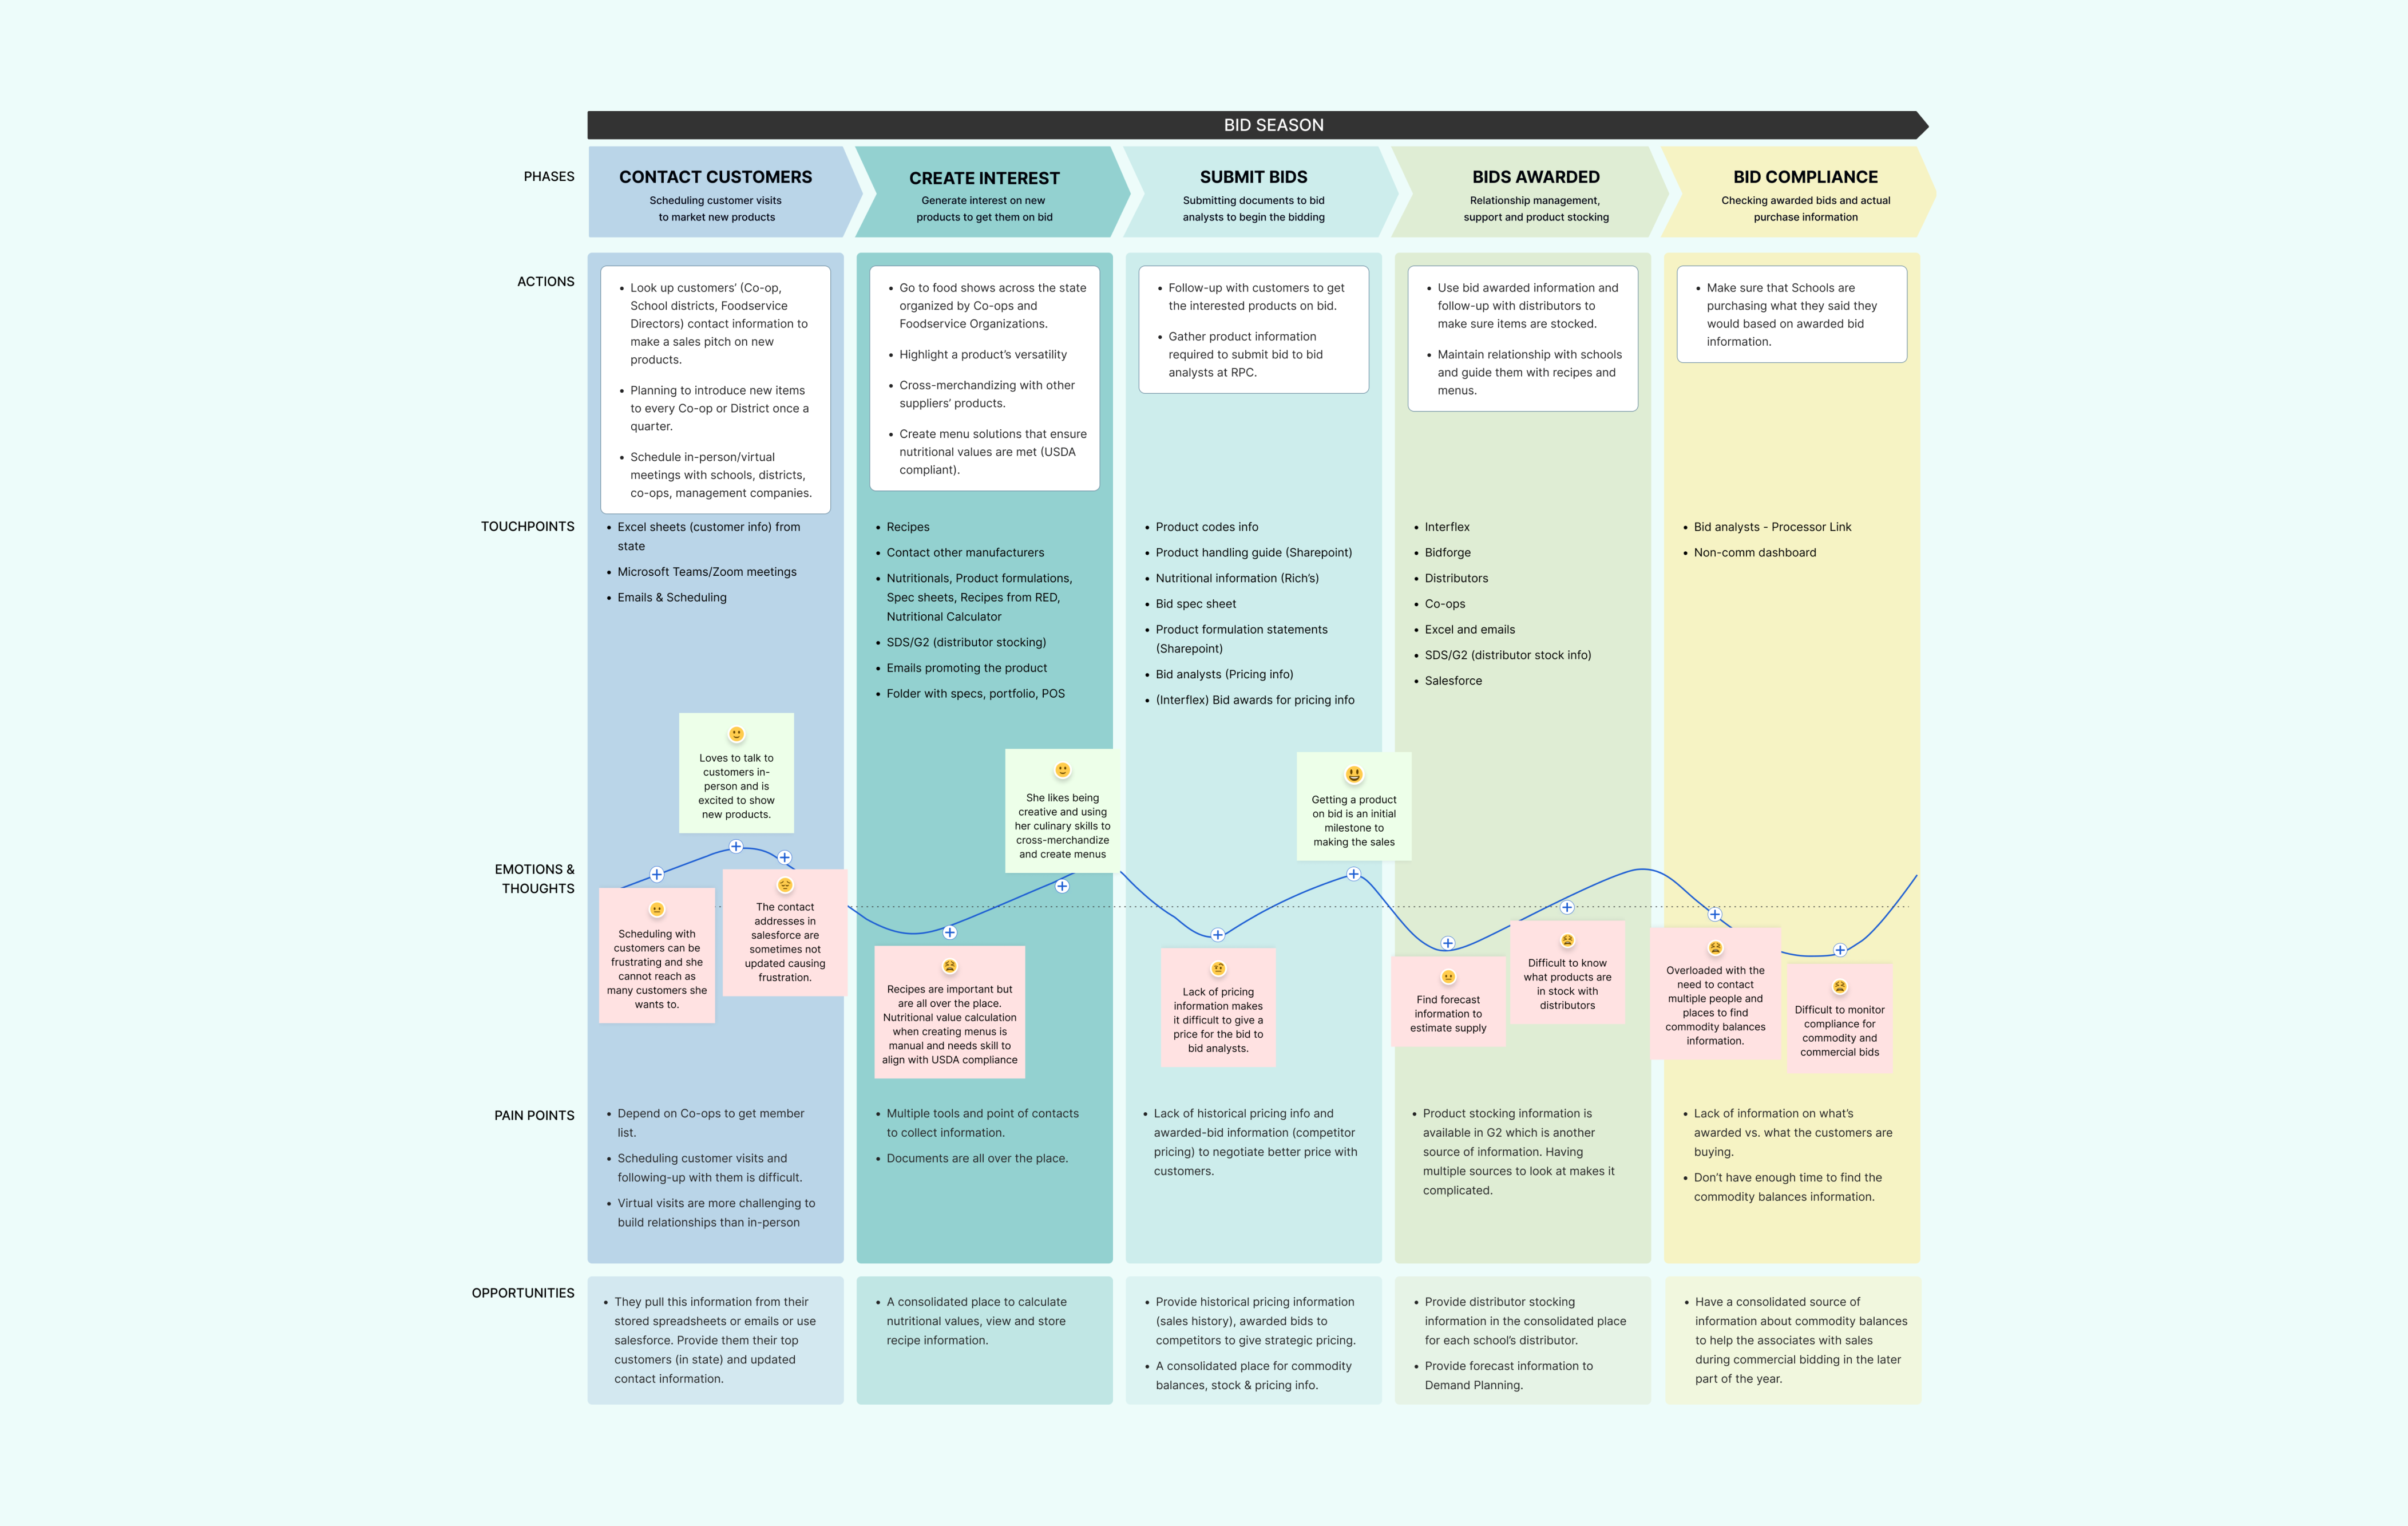 BID SEASON
PHASES
CONTACT CUSTOMERS
Scheduling customer visits
to market new products
CREATE INTEREST
Generate interest on new
products to get them on bid
SUBMIT BIDS
Submitting documents to bid
analysts to begin the bidding
BIDS AWARDED
Relationship management,
support and product stocking
BID COMPLIANCE
Checking awarded bids and actual
purchase information
ACTIONS
• Look up customers’ (Co-op,
School districts, Foodservice
Directors) contact information to
make a sales pitch on new
products.
• Planning to introduce new items
to every Co-op or District once a
quarter.
• Schedule in-person/virtual
meetings with schools, districts,
co-ops, management companies.
• Go to food shows across the state
organized by Co-ops and
Foodservice Organizations.
• Highlight a product’s versatility
• Cross-merchandizing with other
suppliers’ products.
• Create menu solutions that ensure
nutritional values are met (USDA
compliant).
• Follow-up with customers to get
the interested products on bid.
• Gather product information
required to submit bid to bid
analysts at RPC.
• Use bid awarded information and
follow-up with distributors to
make sure items are stocked.
• Maintain relationship with schools
and guide them with recipes and
menus.
• Make sure that Schools are
purchasing what they said they
would based on awarded bid
information.
TOUCHPOINTS
• Excel sheets (customer info) from
state
• Microsoft Teams/Zoom meetings
• Emails & Scheduling
• Recipes
• Contact other manufacturers
• Nutritionals, Product formulations,
Spec sheets, Recipes from RED,
Nutritional Calculator
• SDS/G2 (distributor stocking)
• Emails promoting the product
• Folder with specs, portfolio, POS
• Product codes info
• Product handling guide (Sharepoint)
• Nutritional information (Rich’s)
• Bid spec sheet
• Product formulation statements
(Sharepoint)
• Bid analysts (Pricing info)
• (Interflex) Bid awards for pricing info
• Interflex
• Bidforge
• Distributors
• Co-ops
• Excel and emails
• SDS/G2 (distributor stock info)
• Salesforce
• Bid analysts - Processor Link
• Non-comm dashboard
EMOTIONS &
THOUGHTS
Scheduling with
customers can be
frustrating and she
cannot reach as
many customers she
wants to.
Loves to talk to
customers in-
person and is
excited to show
new products.
The contact
addresses in
salesforce are
sometimes not
updated causing
frustration.
Recipes are important but
are all over the place.
Nutritional value calculation
when creating menus is
manual and needs skill to
align with USDA compliance
She likes being
creative and using
her culinary skills to
cross-merchandize
and create menus
Lack of pricing
information makes
it difficult to give a
price for the bid to
bid analysts.
Getting a product
on bid is an initial
milestone to
making the sales
Find forecast
information to
estimate supply
Difficult to know
what products are
in stock with
distributors
Overloaded with the
need to contact
multiple people and
places to find
commodity balances
information.
Difficult to monitor
compliance for
commodity and
commercial bids
PAIN POINTS
• Depend on Co-ops to get member
list.
• Scheduling customer visits and
following-up with them is difficult.
• Virtual visits are more challenging to
build relationships than in-person
• Multiple tools and point of contacts
to collect information.
• Documents are all over the place.
• Lack of historical pricing info and
awarded-bid information (competitor
pricing) to negotiate better price with
customers.
• Product stocking information is
available in G2 which is another
source of information. Having
multiple sources to look at makes it
complicated.
• Lack of information on what’s
awarded vs. what the customers are
buying.
• Don’t have enough time to find the
commodity balances information.
OPPORTUNITIES
• They pull this information from their
stored spreadsheets or emails or use
salesforce. Provide them their top
customers (in state) and updated
contact information.
• A consolidated place to calculate
nutritional values, view and store
recipe information.
• Provide historical pricing information
(sales history), awarded bids to
competitors to give strategic pricing.
• A consolidated place for commodity
balances, stock & pricing info.
• Provide distributor stocking
information in the consolidated place
for each school’s distributor.
• Provide forecast information to
Demand Planning.
• Have a consolidated source of
information about commodity balances
to help the associates with sales
during commercial bidding in the later
part of the year.